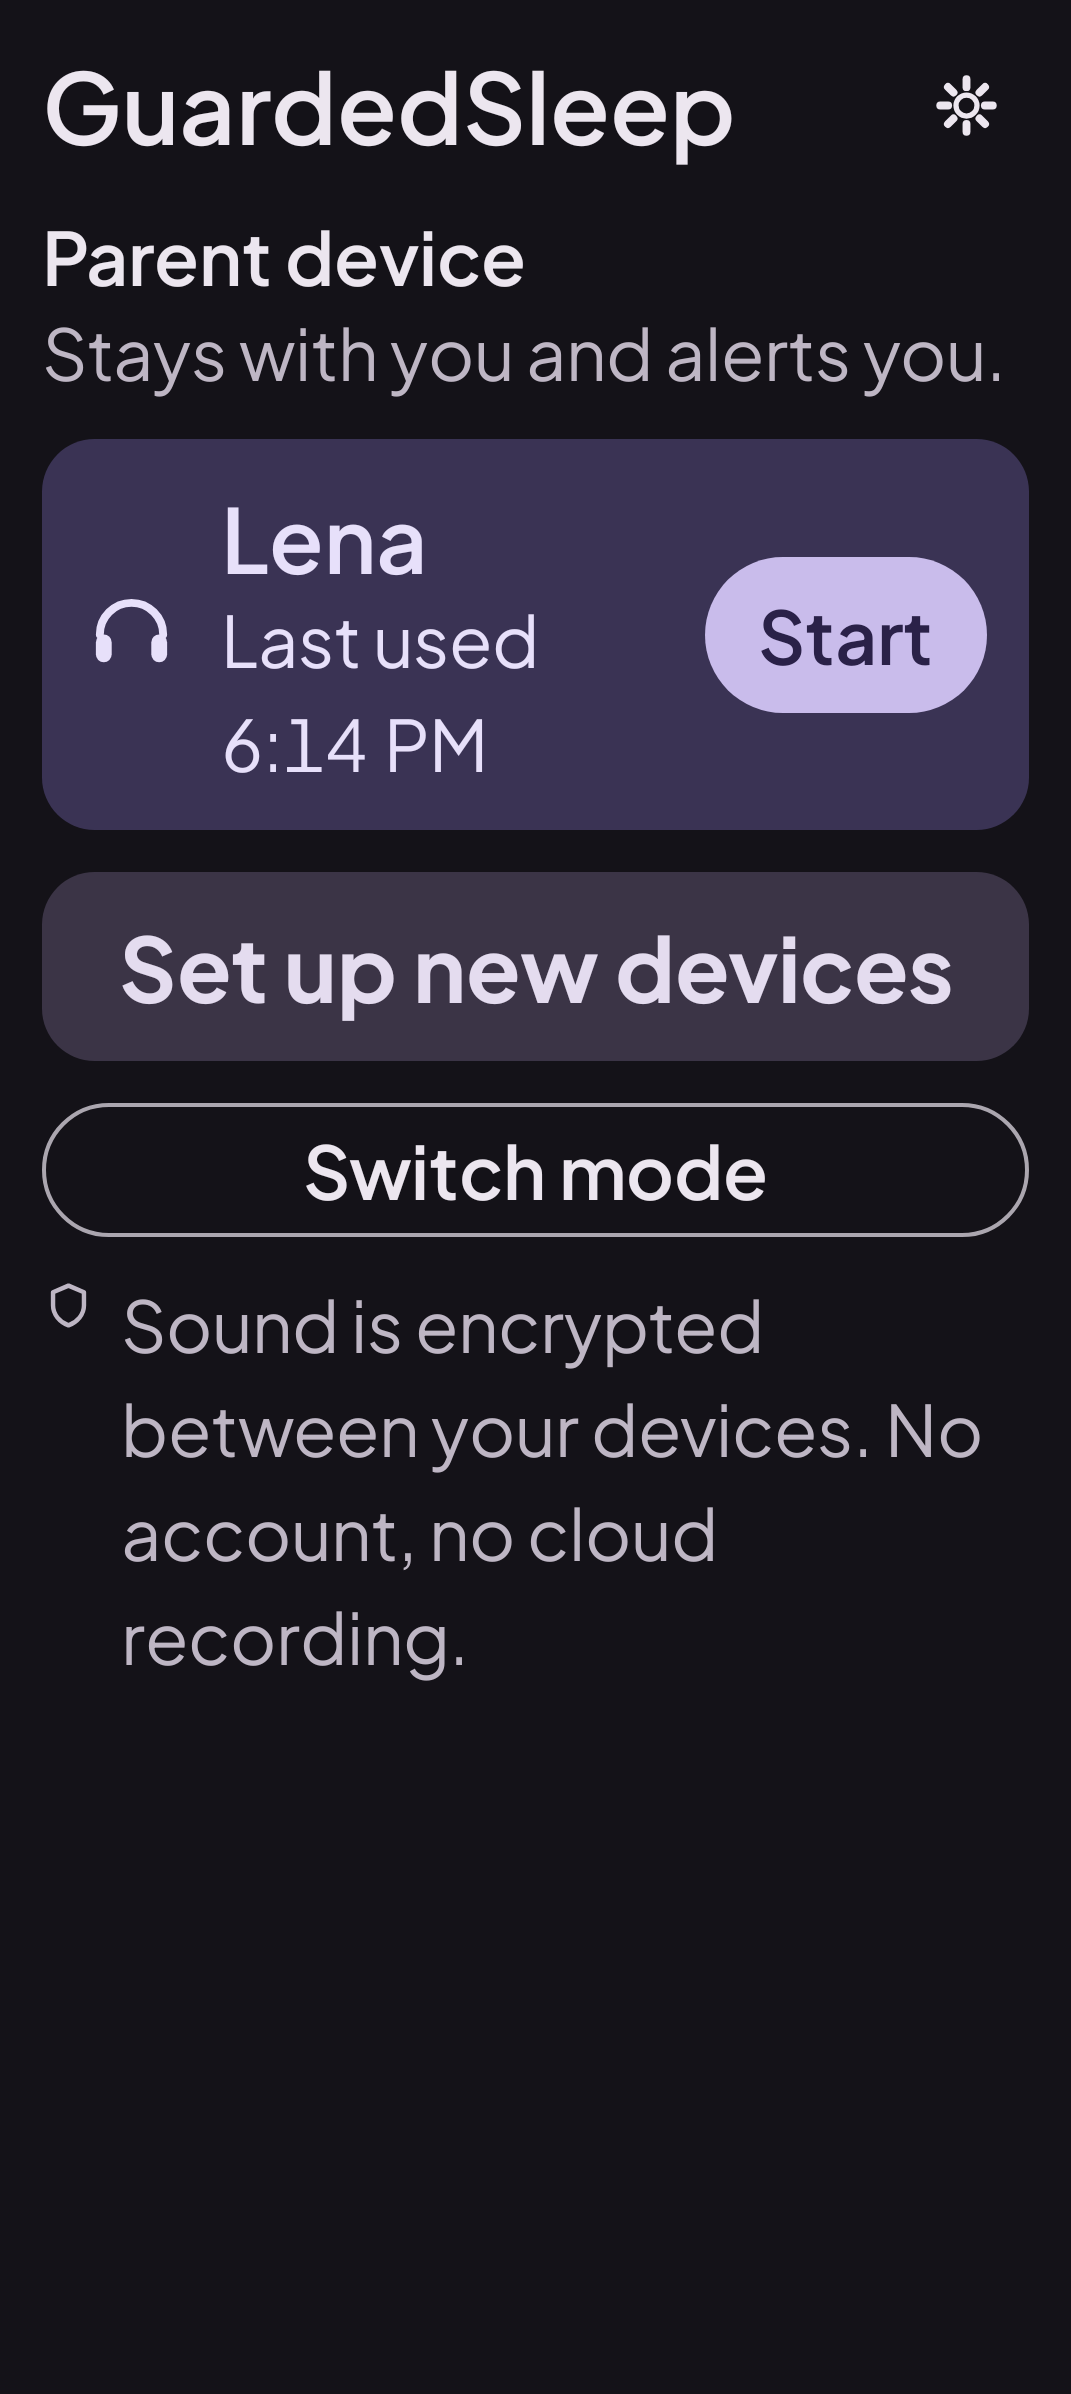 GuardedSleep
Parent device
Stays with you and alerts you.
Lena
Last used
6:14 PM
Start
Set up new devices
Switch mode
Sound is encrypted
between your devices. No
account, no cloud
recording.